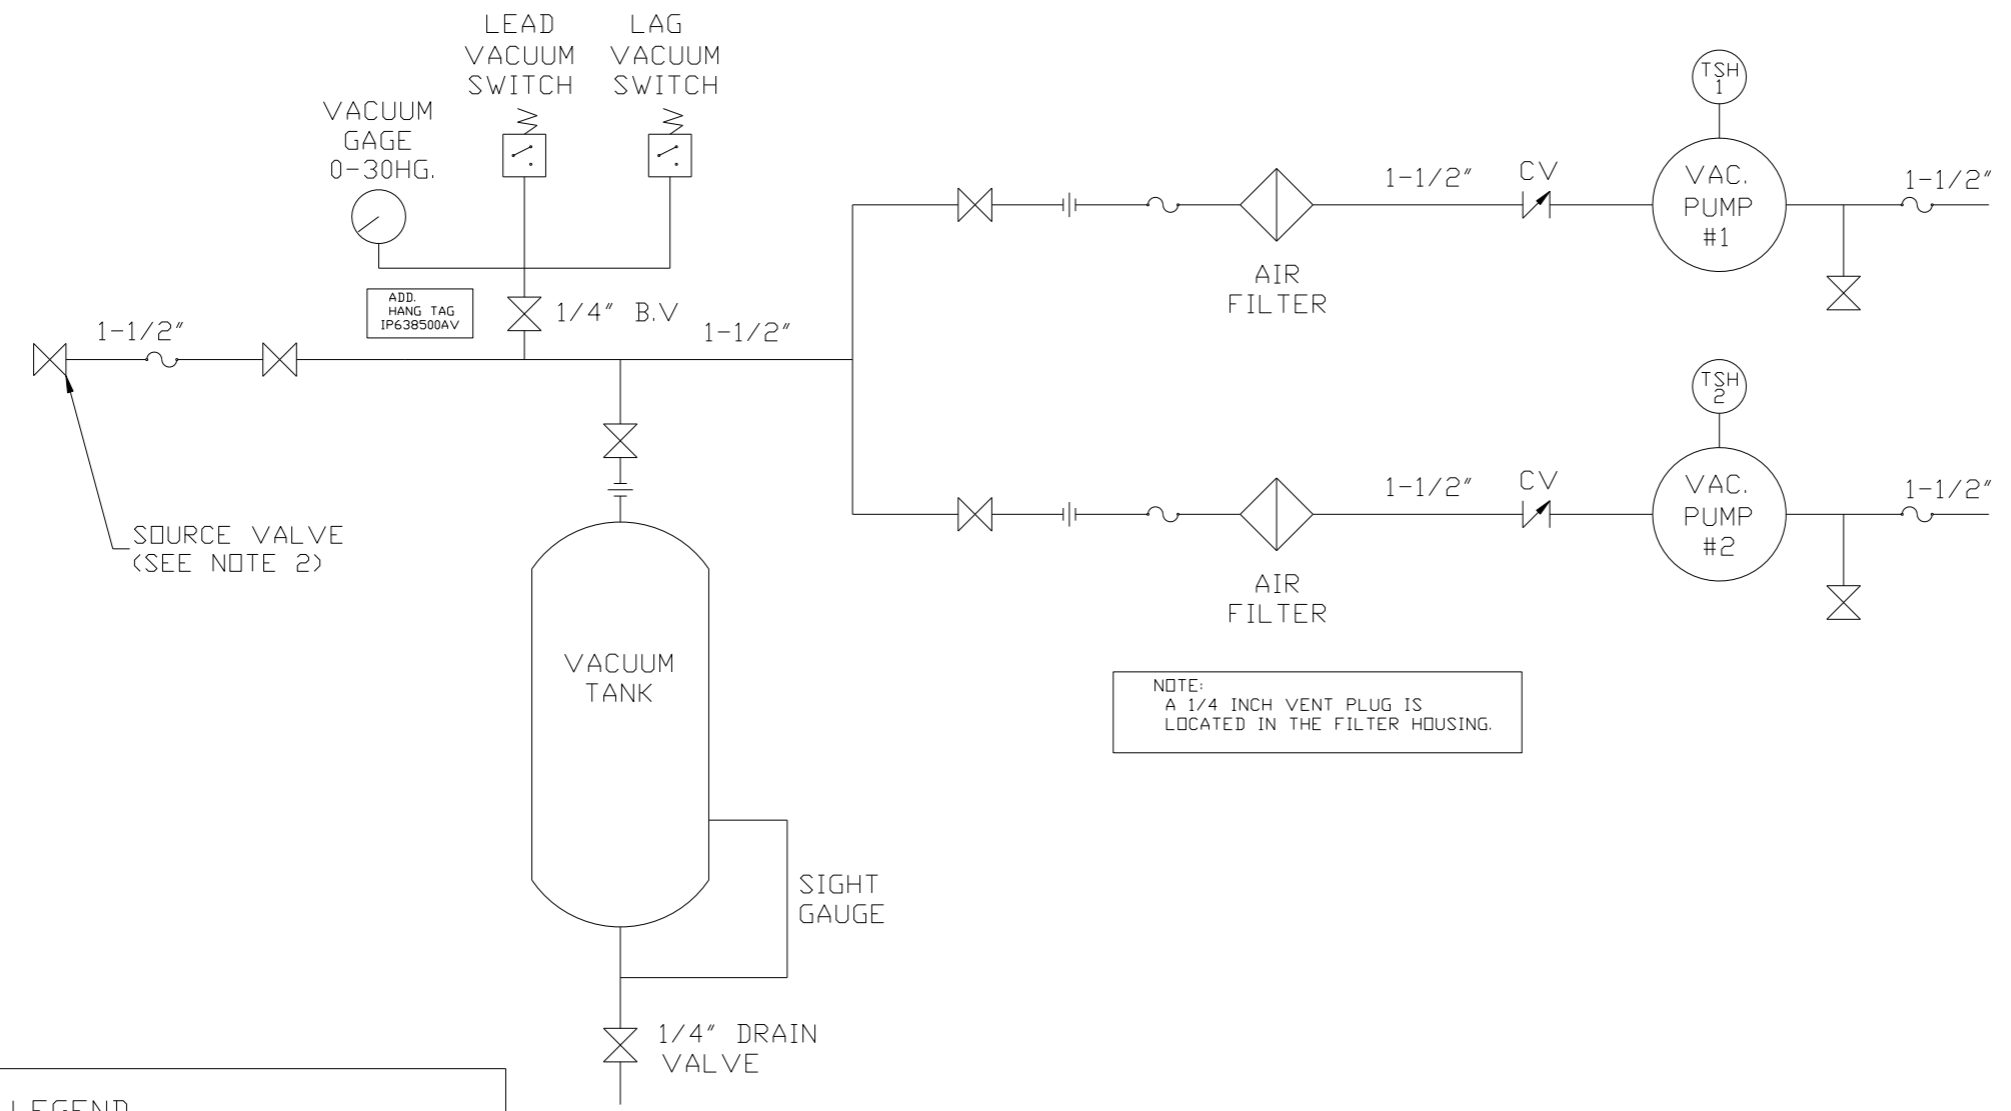 LEAD
VACUUM
SWITCH
LAG
VACUUM
SWITCH
VACUUM
GAGE
0-30HG.
ADD.
HANG TAG
IP638500AV
1/4" B.V
1-1/2"
1-1/2"
SOURCE VALVE
(SEE NOTE 2)
VACUUM
TANK
SIGHT
GAUGE
1/4" DRAIN
VALVE
AIR
FILTER
1-1/2"
CV
TSH
1
VAC.
PUMP
#1
1-1/2"
AIR
FILTER
1-1/2"
CV
TSH
2
VAC.
PUMP
#2
1-1/2"
NOTE:
A 1/4 INCH VENT PLUG IS
LOCATED IN THE FILTER HOUSING.
LEGEND